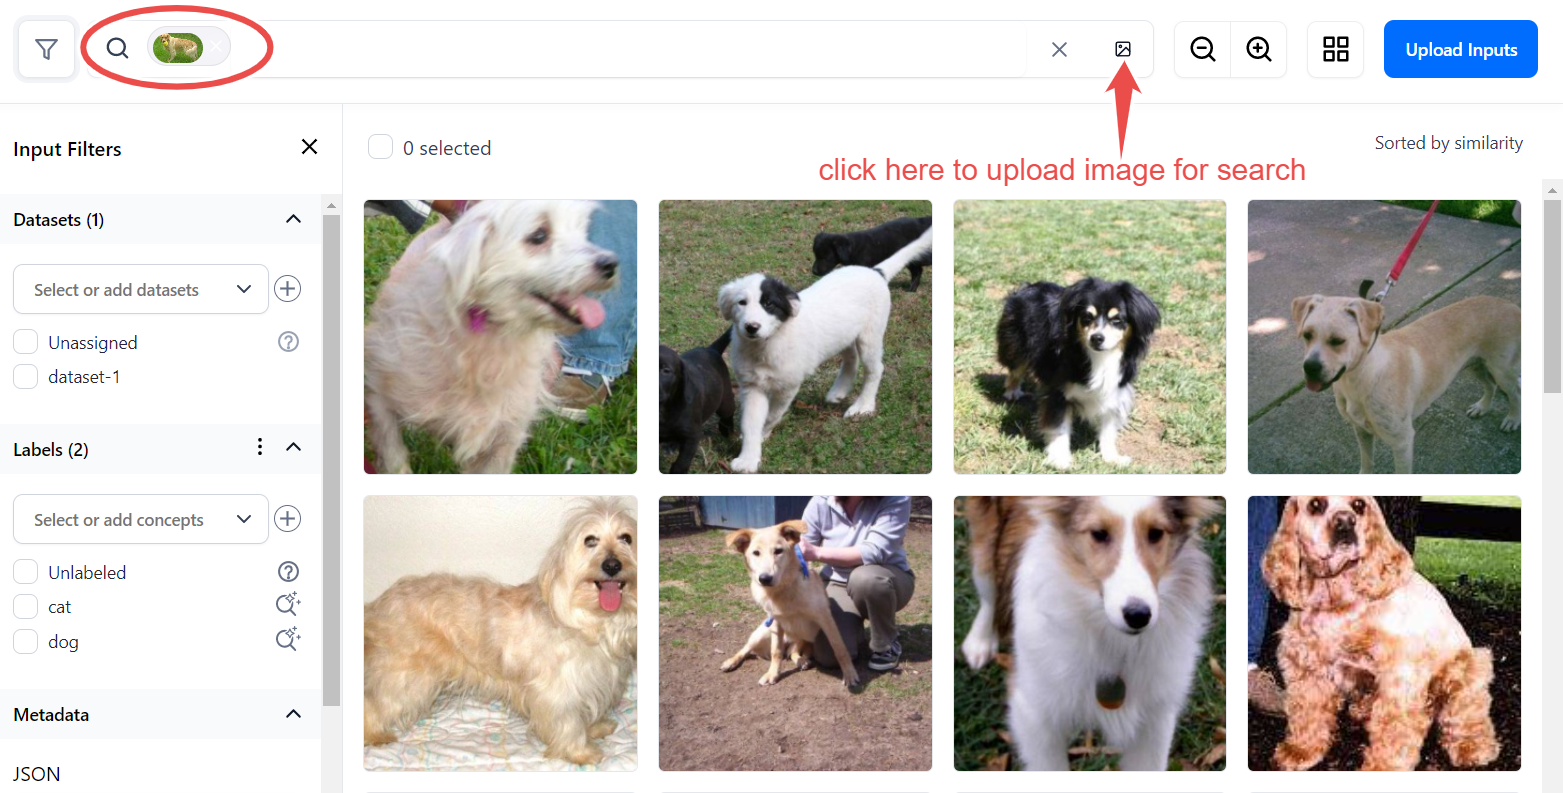 Upload Inputs
Input Filters
0 selected
Sorted by similarity
click here to upload image for search
Datasets (1)
Select or add datasets
Unassigned
dataset-1
Labels (2)
Select or add concepts
Unlabeled
cat
dog
Metadata
JSON